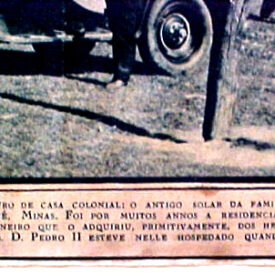 RO DE CASA COLONIAL: O ANTIGO SOLAR DA FAMI
É, MINAS. FOI POR MUITOS ANNOS A RESIDENCIA
NEIRO QUE O ADQUIRIU, PRIMITIVAMENTE, DOS HE
D. PEDRO II ESTEVE NELLE HOSPEDADO QUAND